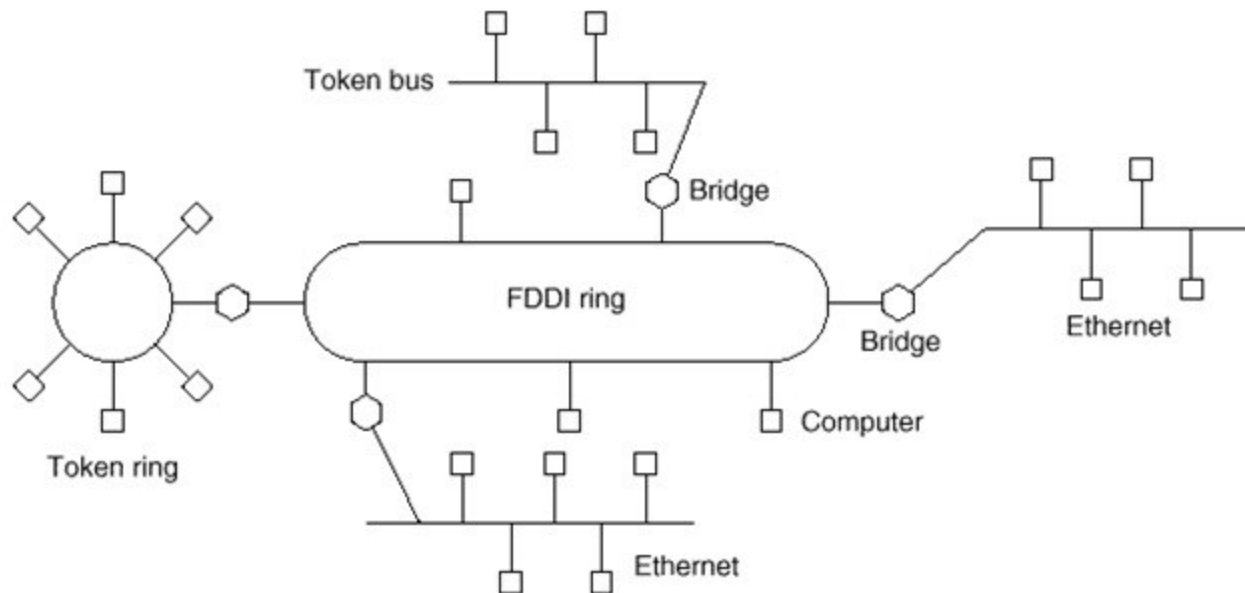 Token bus
Bridge
FDDI ring
Bridge
Ethernet
Computer
Token ring
Ethernet